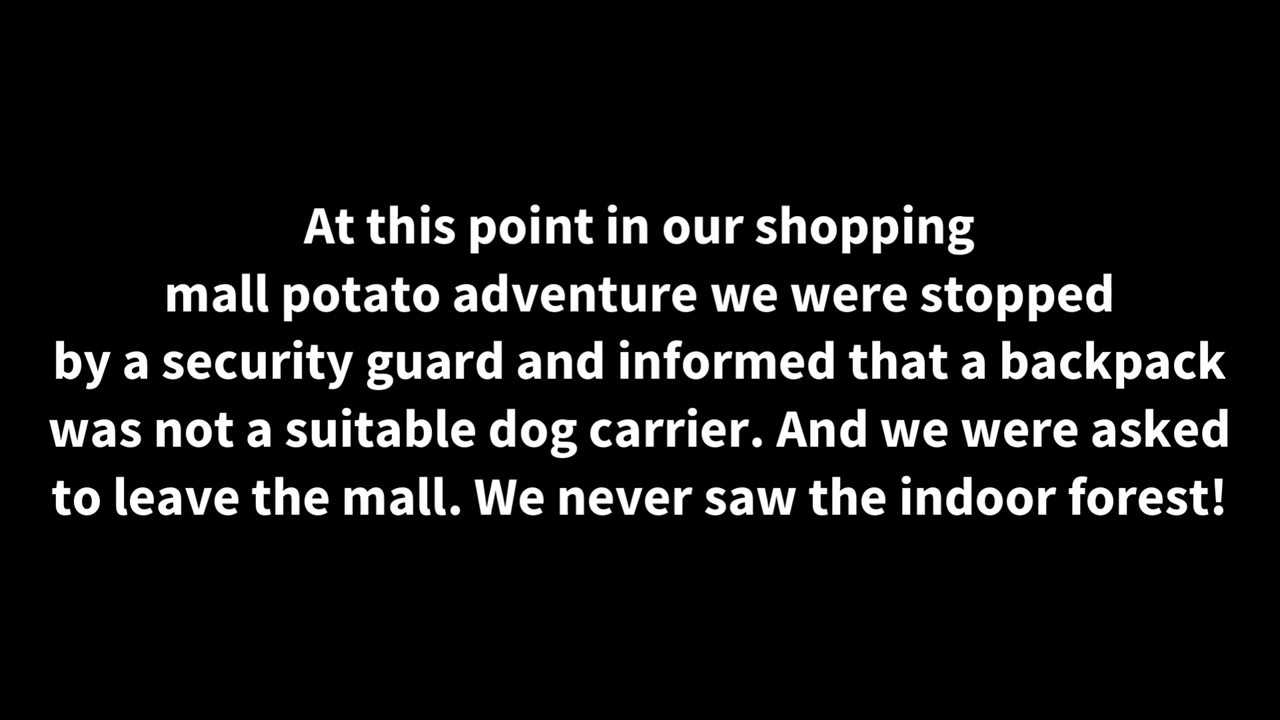 At this point in our shopping
mall potato adventure we were stopped
by a security guard and informed that a backpack
was not a suitable dog carrier. And we were asked
to leave the mall. We never saw the indoor forest!